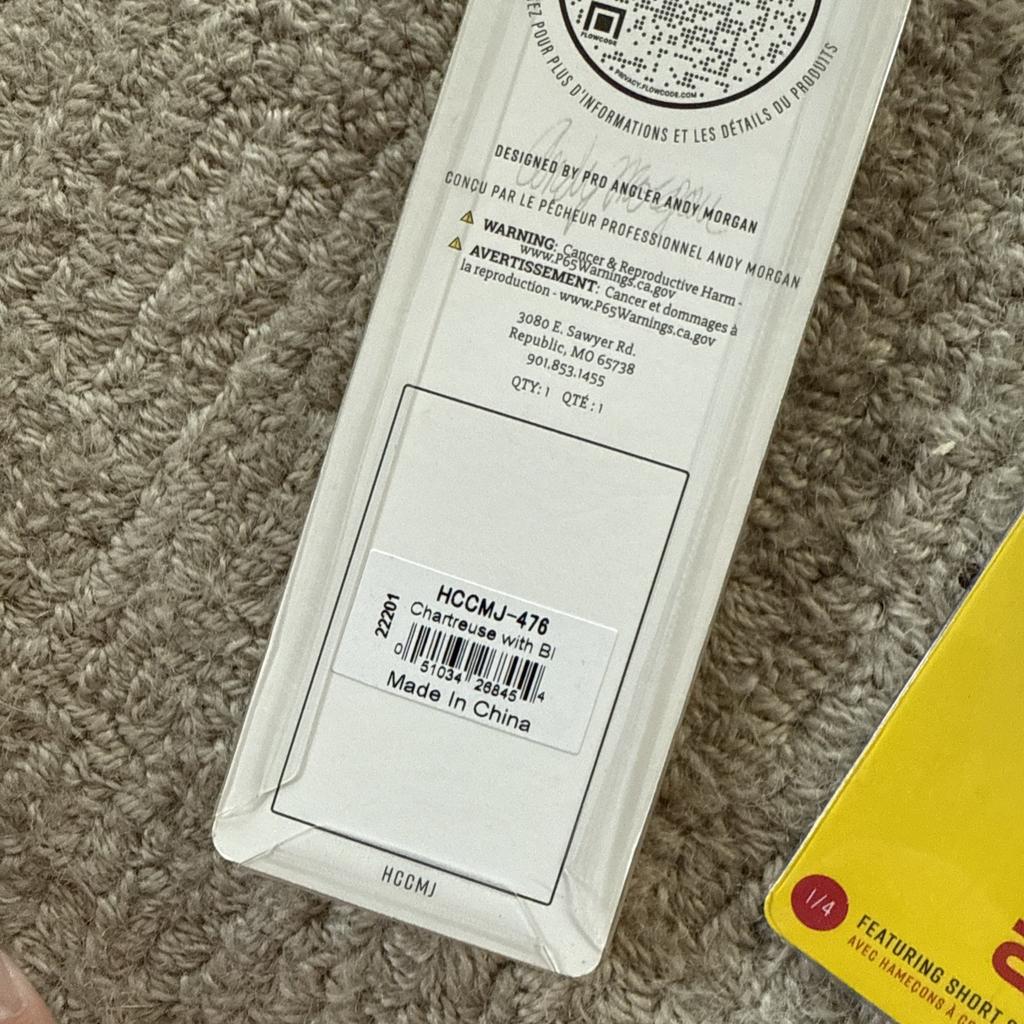 FLOWCODE
PRIVACY.FLOWCODE.COM
POUR PLUS D'INFORMATIONS ET LES DÉTAILS DU PRODUITS
Andy Morgan
DESIGNED BY PRO ANGLER ANDY MORGAN
CONÇU PAR LE PÊCHEUR PROFESSIONNEL ANDY MORGAN
WARNING: Cancer & Reproductive Harm -
www.P65Warnings.ca.gov
AVERTISSEMENT: Cancer et dommages à
la reproduction - www.P65Warnings.ca.gov
3080 E. Sawyer Rd.
Republic, MO 65738
901.853.1455
QTY: 1 QTÉ : 1
22201
HCCMJ-476
Chartreuse with Bl
0 51034 26845 4
Made In China
HCCMJ
1/4
FEATURING SHORT
AVEC HAMEÇONS À